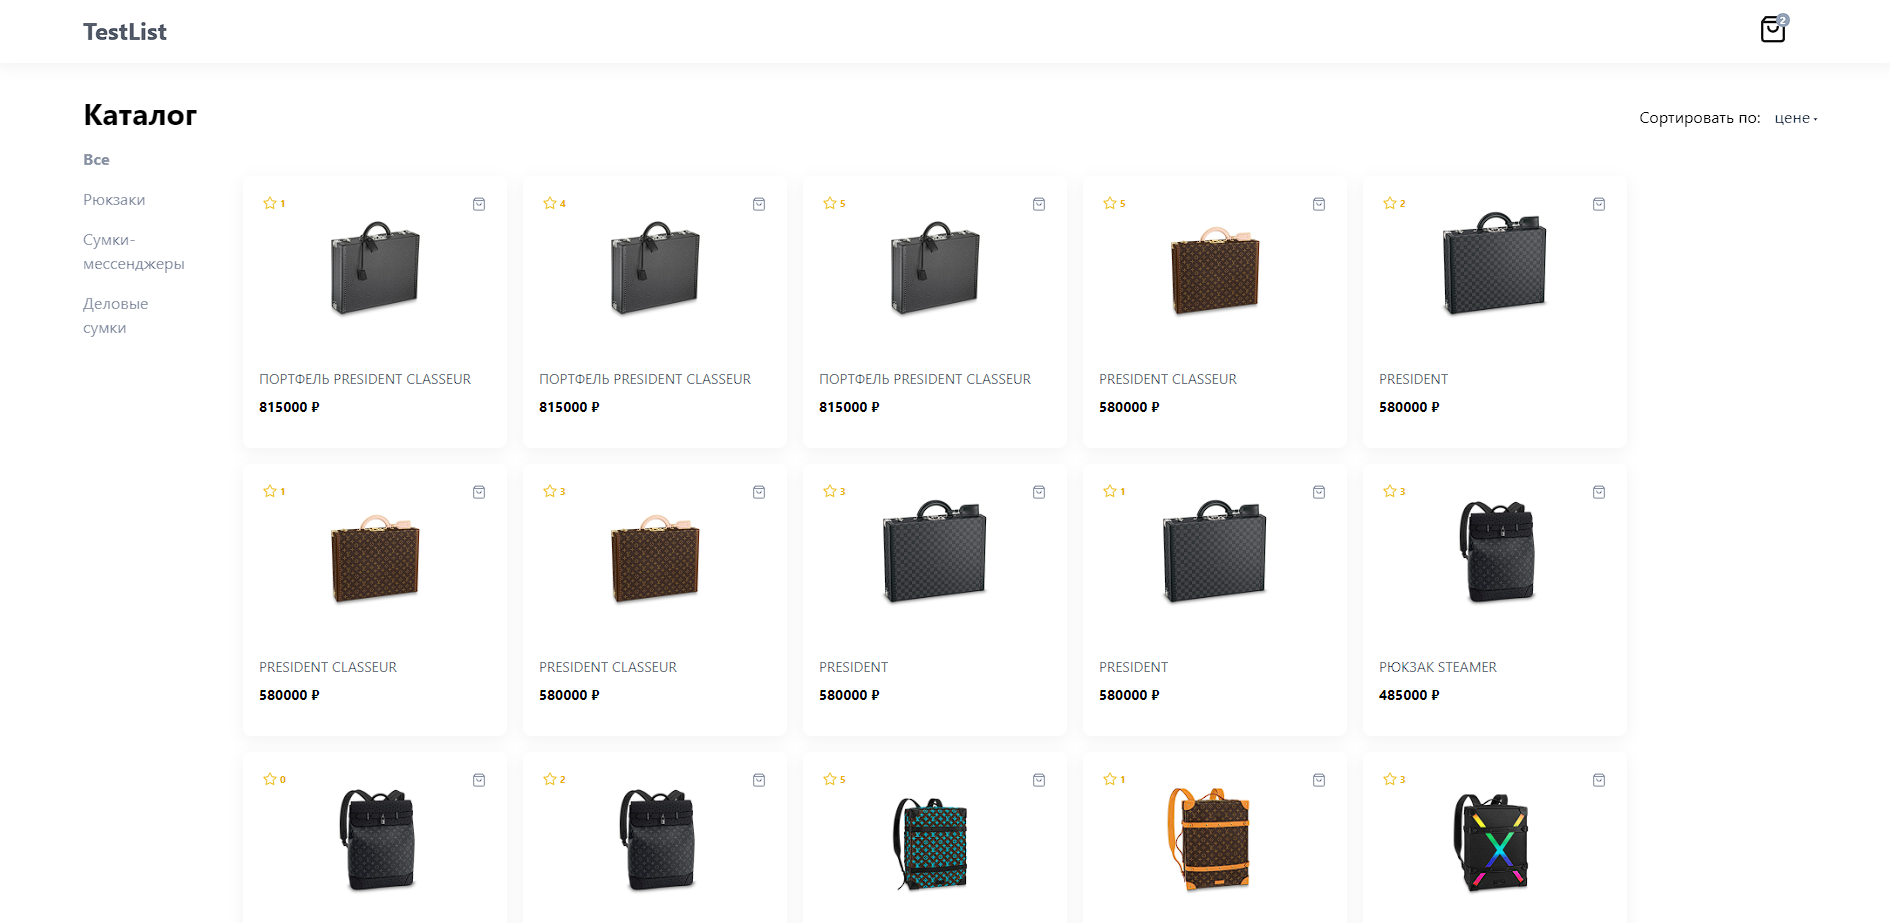 TestList
2
Каталог
Сортировать по: цене
Все
Рюкзаки
Сумки-
мессенджеры
Деловые
сумки
1
4
5
5
2
ПОРТФЕЛЬ PRESIDENT CLASSEUR
815000 ₽
ПОРТФЕЛЬ PRESIDENT CLASSEUR
815000 ₽
ПОРТФЕЛЬ PRESIDENT CLASSEUR
815000 ₽
PRESIDENT CLASSEUR
580000 ₽
PRESIDENT
580000 ₽
1
3
3
1
3
PRESIDENT CLASSEUR
580000 ₽
PRESIDENT CLASSEUR
580000 ₽
PRESIDENT
580000 ₽
PRESIDENT
580000 ₽
РЮКЗАК STEAMER
485000 ₽
0
2
5
1
3